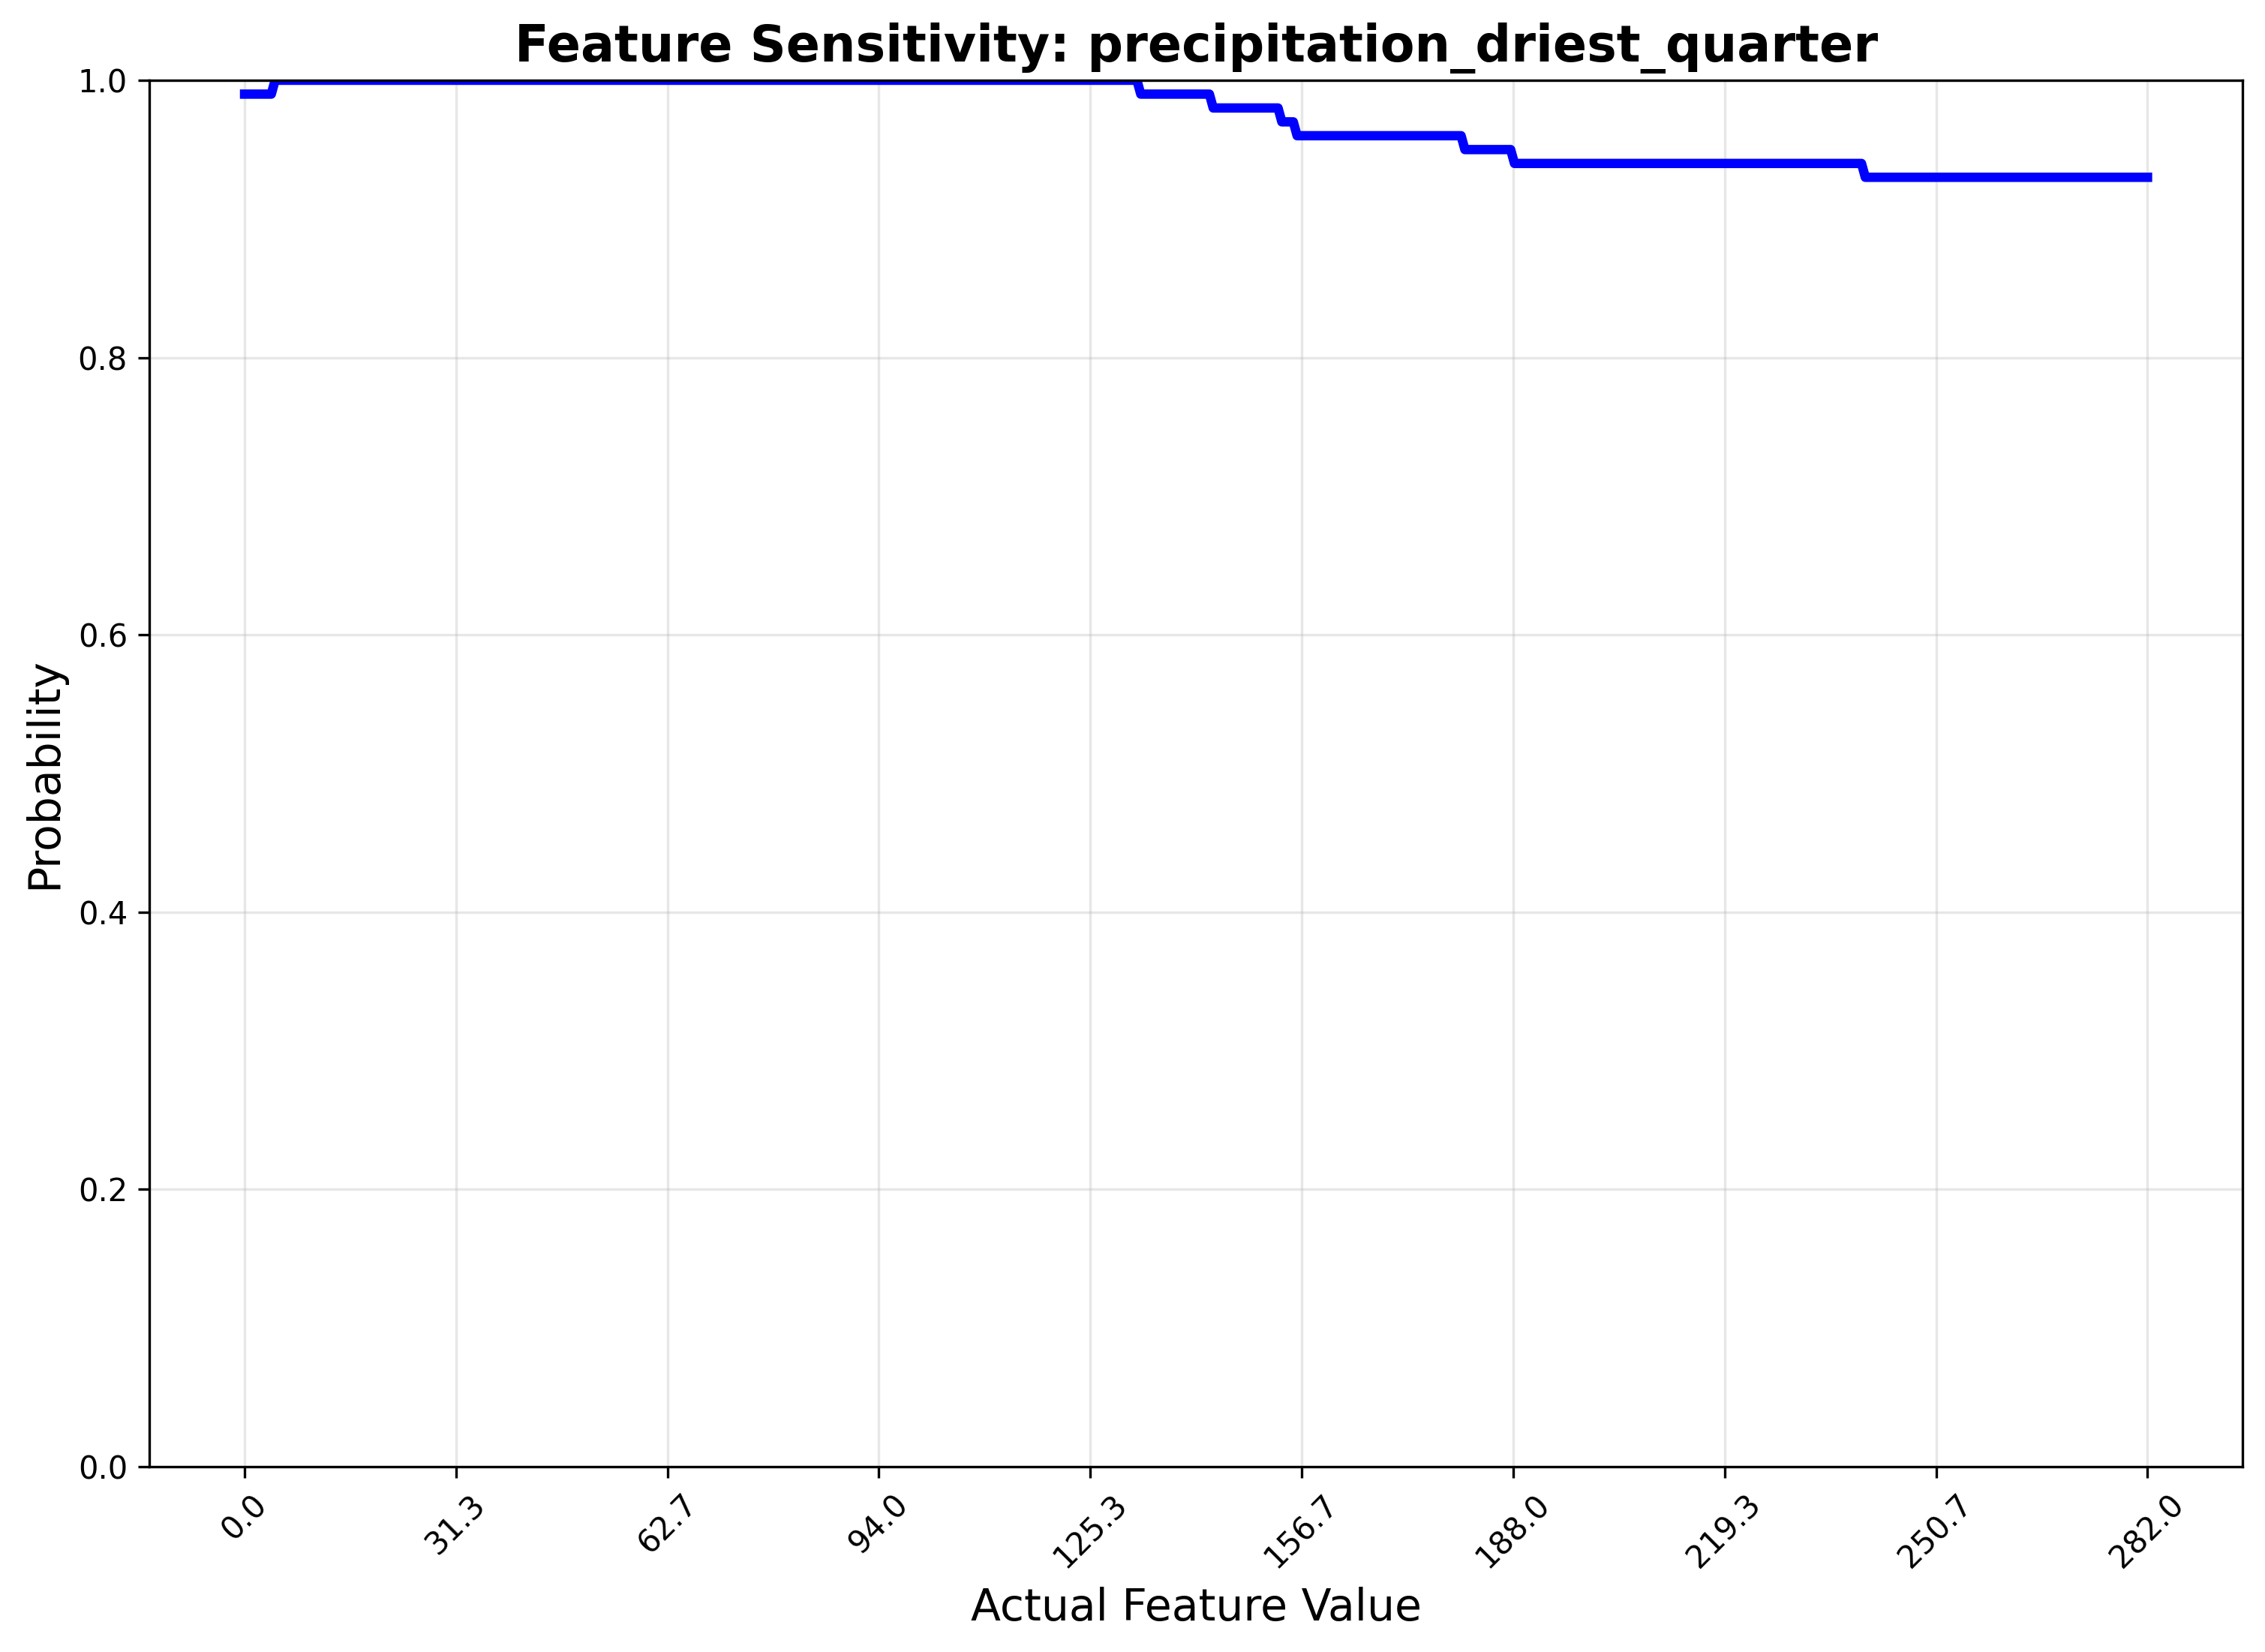 Feature Sensitivity: precipitation_driest_quarter
1.0
0.8
0.6
0.4
0.2
0.0
Probability
0.0 31.3 62.7 94.0 125.3 156.7 188.0 219.3 250.7 282.0
Actual Feature Value